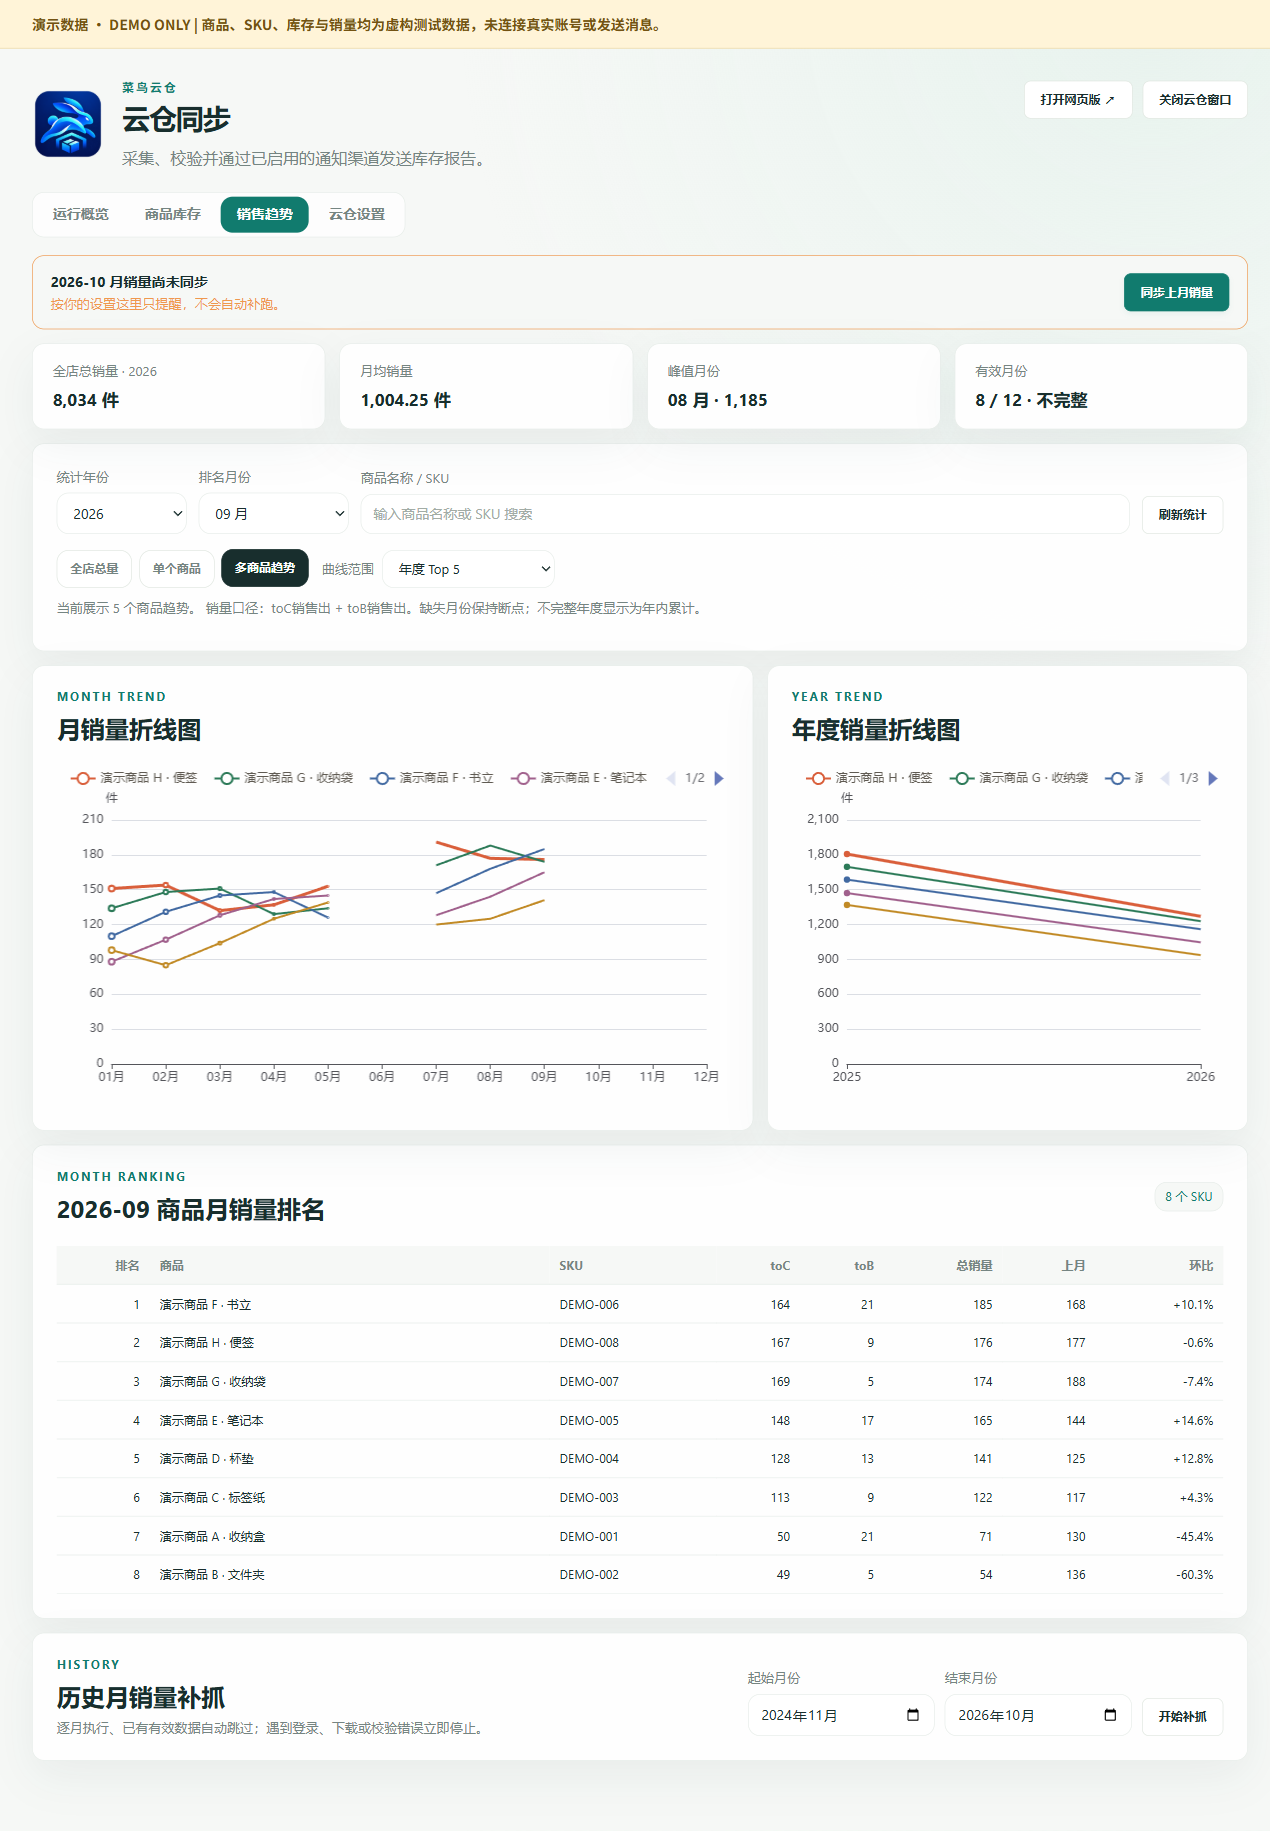 演示数据 · DEMO ONLY | 商品、SKU、库存与销量均为虚构测试数据，未连接真实账号或发送消息。
菜鸟云仓
云仓同步
采集、校验并通过已启用的通知渠道发送库存报告。
打开网页版 ↗ 关闭云仓窗口
运行概览 商品库存 销售趋势 云仓设置
2026-10 月销量尚未同步
按你的设置这里只提醒，不会自动补跑。
同步上月销量
全店总销量 · 2026
8,034 件
月均销量
1,004.25 件
峰值月份
08 月 · 1,185
有效月份
8 / 12 · 不完整
统计年份 排名月份 商品名称 / SKU
2026 09 月 输入商品名称或 SKU 搜索 刷新统计
全店总量 单个商品 多商品趋势 曲线范围 年度 Top 5
当前展示 5 个商品趋势。 销量口径：toC销售出 + toB销售出。缺失月份保持断点；不完整年度显示为年内累计。
MONTH TREND
月销量折线图
演示商品 H · 便签 演示商品 G · 收纳袋 演示商品 F · 书立 演示商品 E · 笔记本 1/2
件
210
180
150
120
90
60
30
0
01月 02月 03月 04月 05月 06月 07月 08月 09月 10月 11月 12月
YEAR TREND
年度销量折线图
演示商品 H · 便签 演示商品 G · 收纳袋 1/3
件
2,100
1,800
1,500
1,200
900
600
300
0
2025 2026
MONTH RANKING
2026-09 商品月销量排名
8 个 SKU
排名 商品 SKU toC toB 总销量 上月 环比
1 演示商品 F · 书立 DEMO-006 164 21 185 168 +10.1%
2 演示商品 H · 便签 DEMO-008 167 9 176 177 -0.6%
3 演示商品 G · 收纳袋 DEMO-007 169 5 174 188 -7.4%
4 演示商品 E · 笔记本 DEMO-005 148 17 165 144 +14.6%
5 演示商品 D · 杯垫 DEMO-004 128 13 141 125 +12.8%
6 演示商品 C · 标签纸 DEMO-003 113 9 122 117 +4.3%
7 演示商品 A · 收纳盒 DEMO-001 50 21 71 130 -45.4%
8 演示商品 B · 文件夹 DEMO-002 49 5 54 136 -60.3%
HISTORY
历史月销量补抓
逐月执行、已有有效数据自动跳过；遇到登录、下载或校验错误立即停止。
起始月份 结束月份
2024年11月 2026年10月 开始补抓